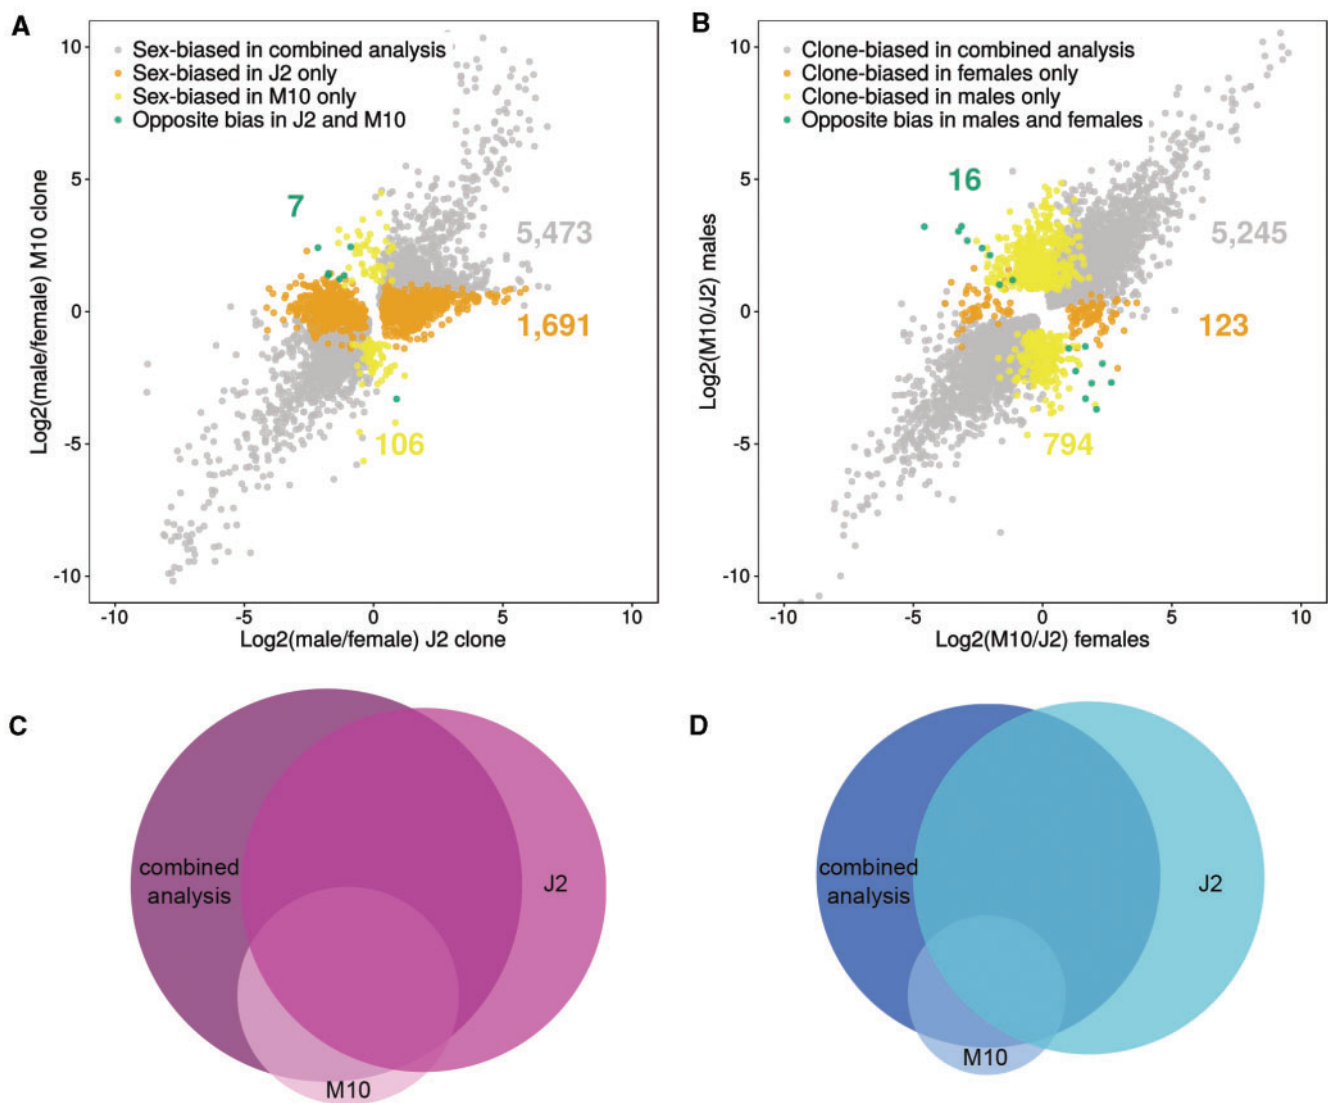 A
Sex-biased in combined analysis
Sex-biased in J2 only
Sex-biased in M10 only
Opposite bias in J2 and M10
10
5
0
-5
-10
Log2(male/female) M10 clone
7
5,473
1,691
106
-10
-5
0
5
10
Log2(male/female) J2 clone
B
Clone-biased in combined analysis
Clone-biased in females only
Clone-biased in males only
Opposite bias in males and females
10
5
0
-5
-10
Log2(M10/J2) males
16
5,245
123
794
-10
-5
0
5
10
Log2(M10/J2) females
C
combined
analysis
J2
M10
D
combined
analysis
J2
M10